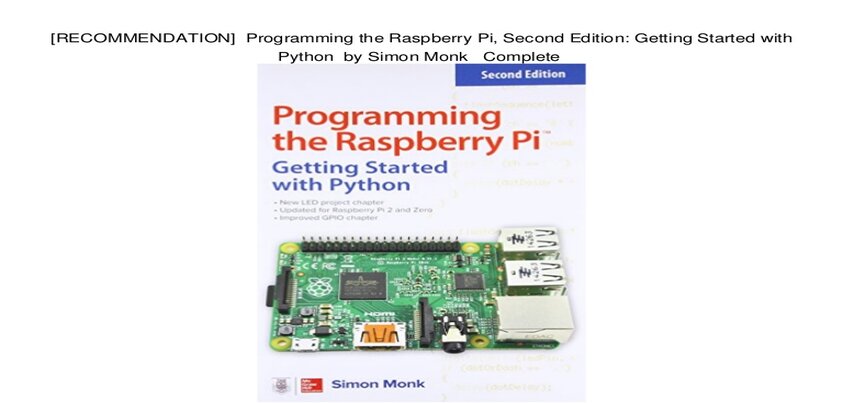 [RECOMMENDATION] Programming the Raspberry Pi, Second Edition: Getting Started with
Python by Simon Monk Complete
Second Edition
Programming
the Raspberry Pi™
Getting Started
with Python
- New LED project chapter
- Updated for Raspberry Pi 2 and Zero
- Improved GPIO chapter
HDMI
Simon Monk